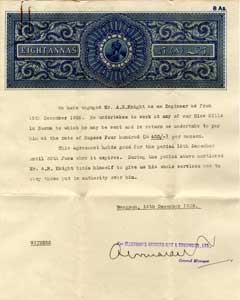 8 As
EIGHT ANNAS
We have engaged Mr. A.R.Knight as an Engineer as from
15th December 1928. He undertakes to work at any of our Rice Mills
in Burma to which he may be sent and in return we undertake to pay
him at the rate of Rupees Four hundred (Rs 400/-) per mensem.
This agreement holds good for the period 15th December
until 30th June when it expires. During the period above mentioned
Mr. A.R.Knight binds himself to give us his whole services and to
obey those put in authority over him.
Rangoon, 14th December 1928.
WITNESS
General Manager